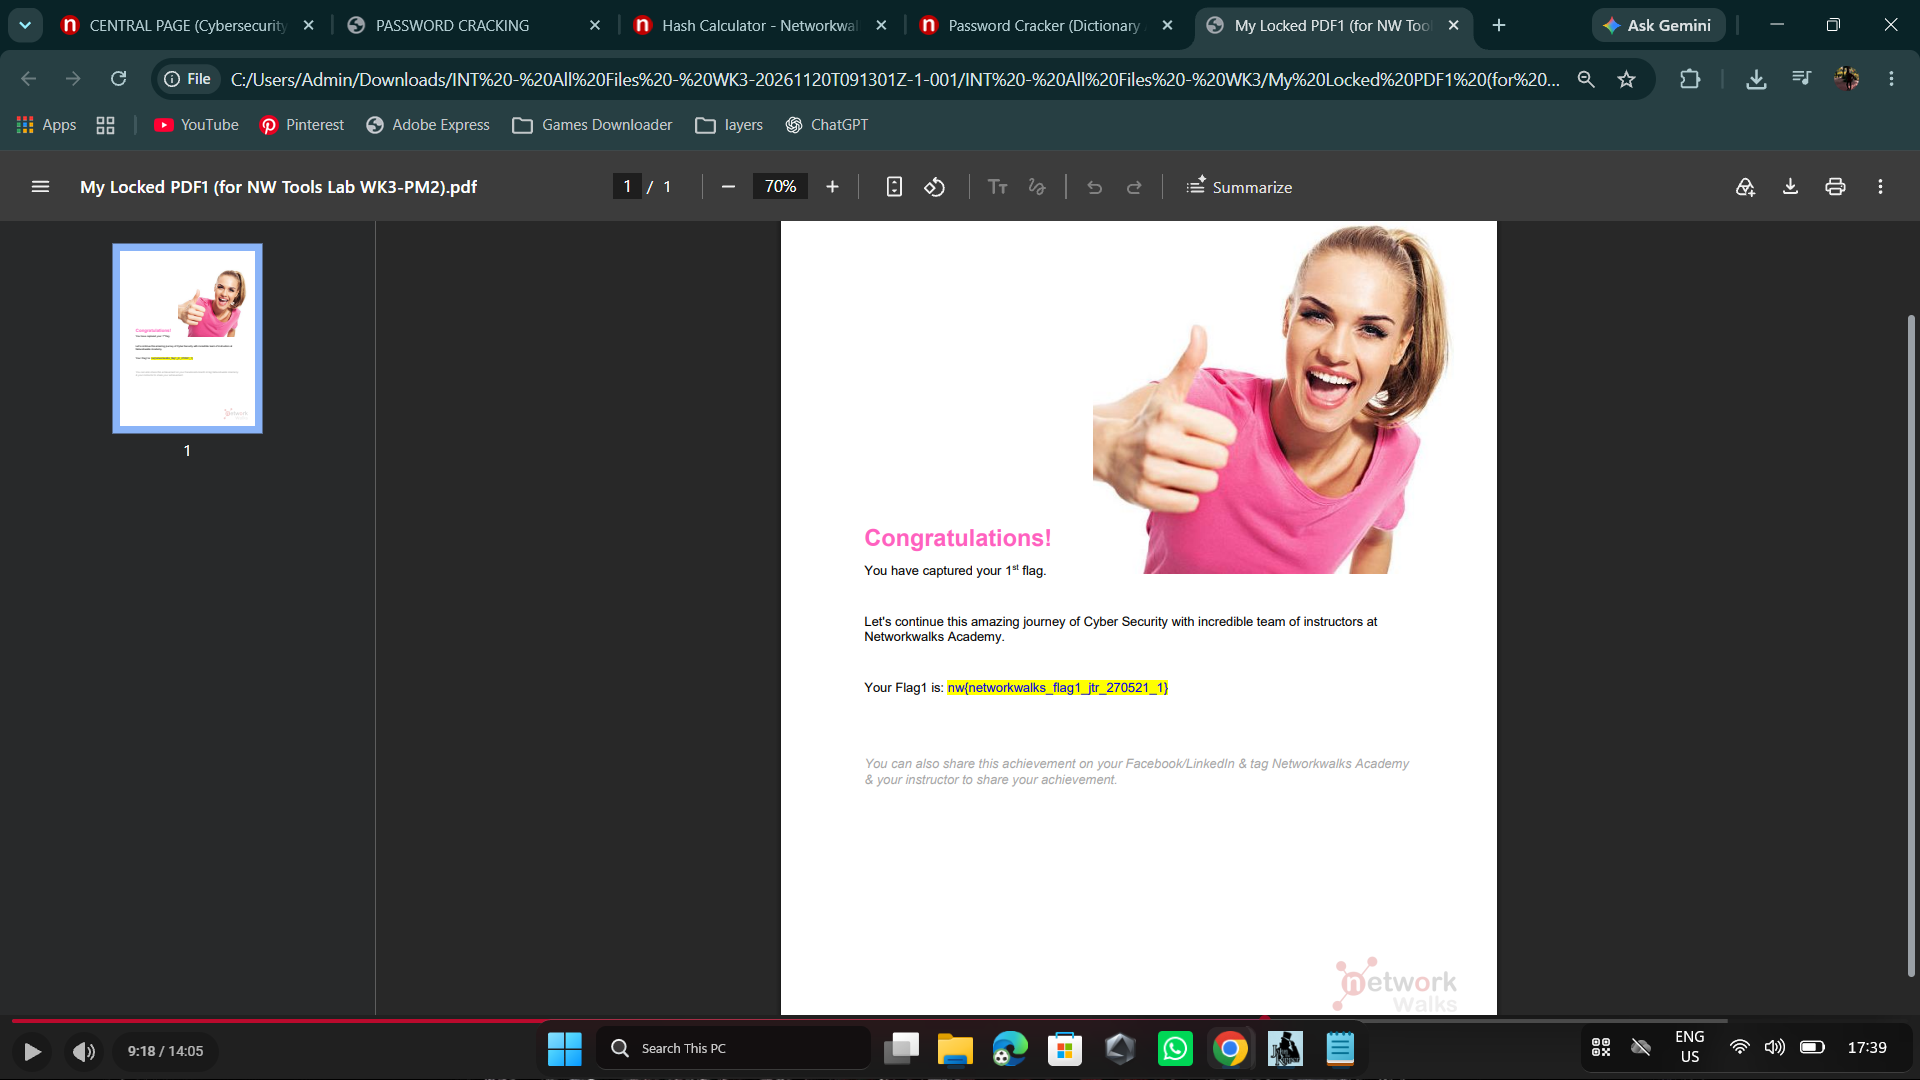 CENTRAL PAGE (Cybersecurity
PASSWORD CRACKING
Hash Calculator - Networkwal
Password Cracker (Dictionary
My Locked PDF1 (for NW Tool
Ask Gemini
File
C:/Users/Admin/Downloads/INT%20-%20All%20Files%20-%20WK3-20261120T091301Z-1-001/INT%20-%20All%20Files%20-%20WK3/My%20Locked%20PDF1%20(for%20...
Apps
YouTube
Pinterest
Adobe Express
Games Downloader
layers
ChatGPT
My Locked PDF1 (for NW Tools Lab WK3-PM2).pdf
1 / 1
70%
Summarize
1
Congratulations!
You have captured your 1st flag.
Let's continue this amazing journey of Cyber Security with incredible team of instructors at
Networkwalks Academy.
Your Flag1 is: nw{networkwalks_flag1_jtr_270521_1}
You can also share this achievement on your Facebook/LinkedIn & tag Networkwalks Academy
& your instructor to share your achievement.
network
Walks
9:18 / 14:05
Search This PC
ENG
US
17:39